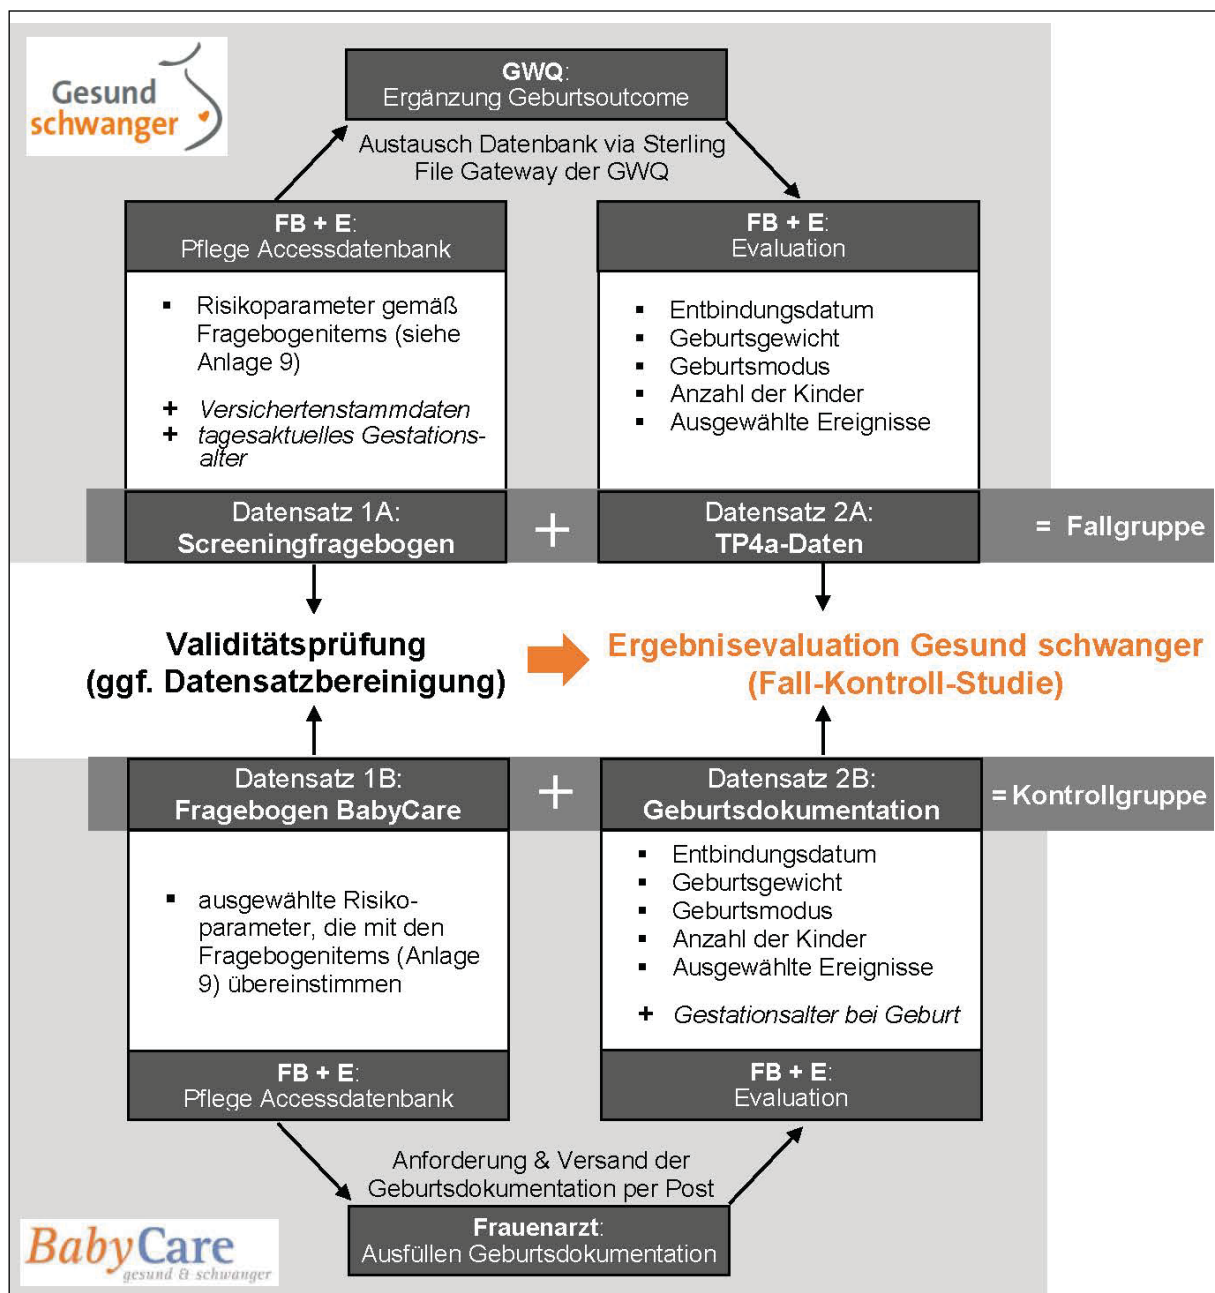 Gesund
schwanger
GWQ:
Ergänzung Geburtsoutcome
Austausch Datenbank via Sterling
File Gateway der GWQ
FB + E:
Pflege Accessdatenbank
▪ Risikoparameter gemäß
Fragebogenitems (siehe
Anlage 9)
+ Versichertenstammdaten
+ tagesaktuelles Gestations-
alter
FB + E:
Evaluation
▪ Entbindungsdatum
▪ Geburtsgewicht
▪ Geburtsmodus
▪ Anzahl der Kinder
▪ Ausgewählte Ereignisse
Datensatz 1A:
Screeningfragebogen
+
Datensatz 2A:
TP4a-Daten
= Fallgruppe
Validitätsprüfung
(ggf. Datensatzbereinigung)
Ergebnisevaluation Gesund schwanger
(Fall-Kontroll-Studie)
Datensatz 1B:
Fragebogen BabyCare
+
Datensatz 2B:
Geburtsdokumentation
= Kontrollgruppe
▪ ausgewählte Risiko-
parameter, die mit den
Fragebogenitems (Anlage
9) übereinstimmen
FB + E:
Pflege Accessdatenbank
▪ Entbindungsdatum
▪ Geburtsgewicht
▪ Geburtsmodus
▪ Anzahl der Kinder
▪ Ausgewählte Ereignisse
+ Gestationsalter bei Geburt
FB + E:
Evaluation
Anforderung & Versand der
Geburtsdokumentation per Post
Frauenarzt:
Ausfüllen Geburtsdokumentation
BabyCare
gesund & schwanger